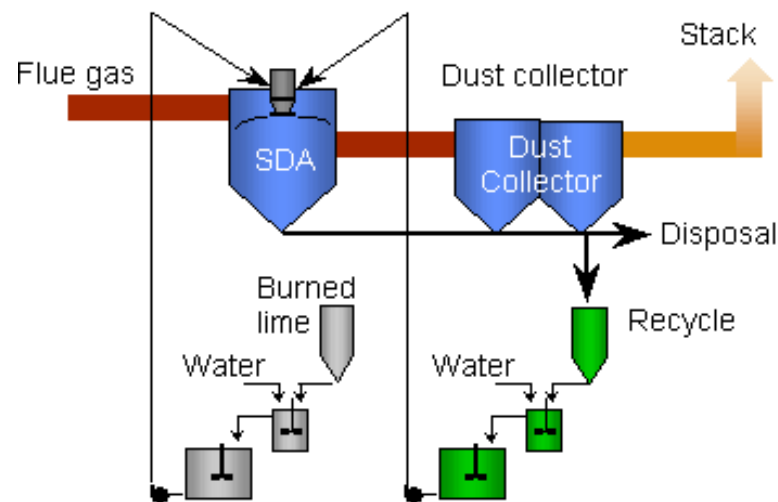 Stack
Flue gas
Dust collector
SDA
Dust
Collector
Disposal
Burned
lime
Recycle
Water
Water